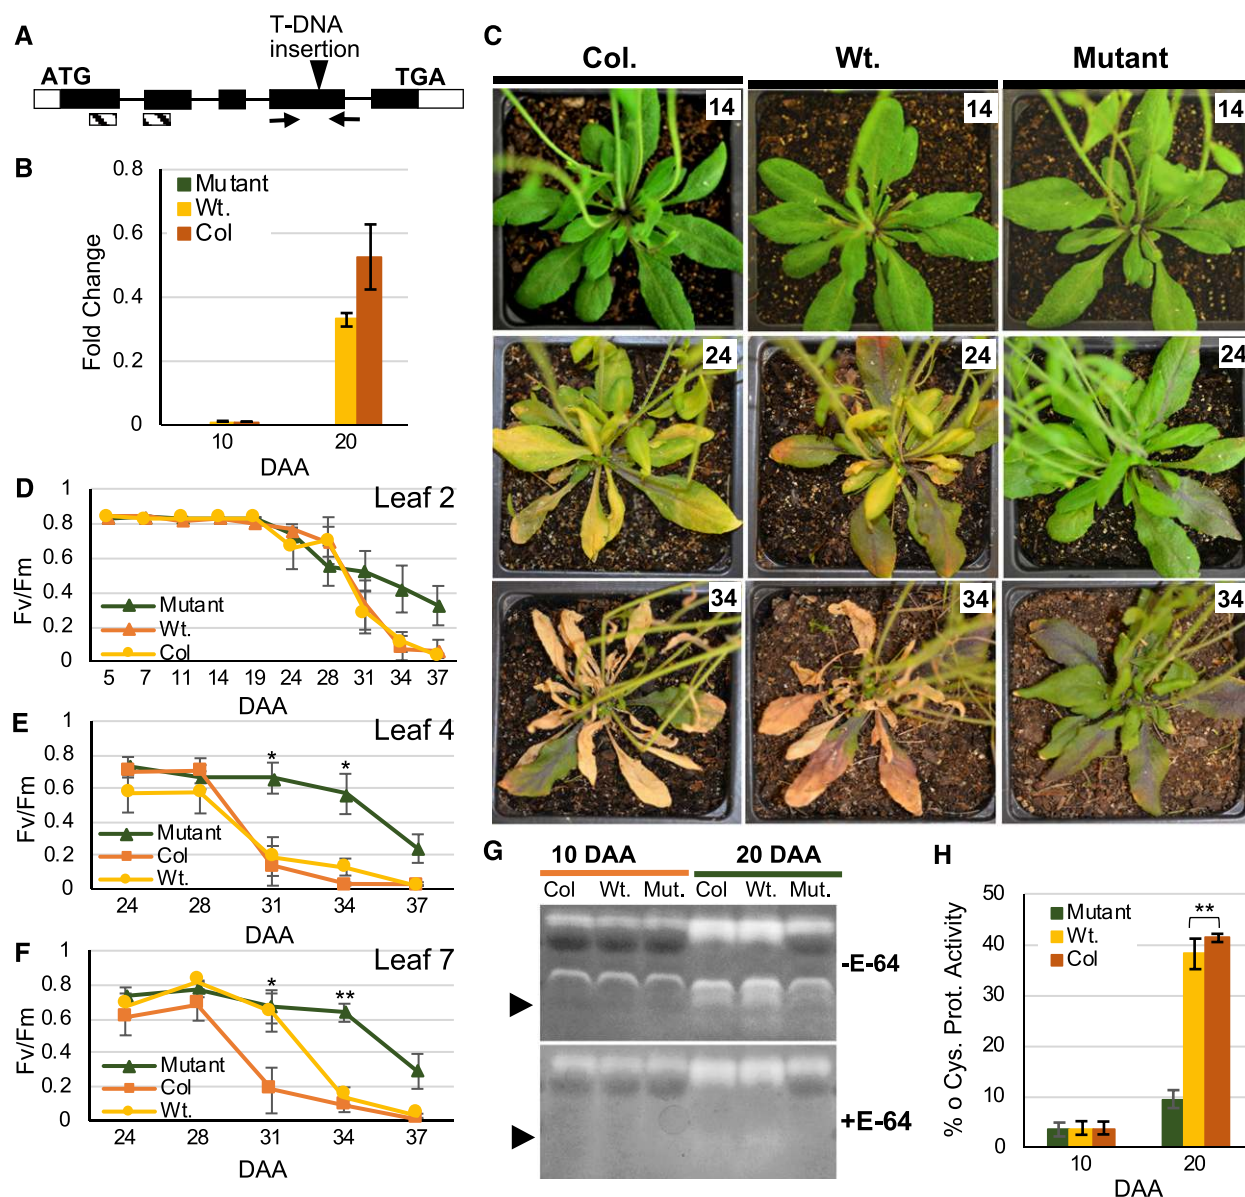 A
T-DNA
insertion
ATG
TGA
B
0.8
0.6
0.4
0.2
0
Fold Change
Mutant
Wt.
Col
10
20
DAA
C
Col.
Wt.
Mutant
14
14
14
24
24
24
34
34
34
D
Leaf 2
1
0.8
0.6
0.4
0.2
0
Fv/Fm
Mutant
Wt.
Col
5 7 11 14 19 24 28 31 34 37
DAA
E
Leaf 4
1
0.8
0.6
0.4
0.2
0
Fv/Fm
* *
Mutant
Col
Wt.
24 28 31 34 37
DAA
F
Leaf 7
1
0.8
0.6
0.4
0.2
0
Fv/Fm
* **
Mutant
Col
Wt.
24 28 31 34 37
DAA
G
10 DAA 20 DAA
Col Wt. Mut. Col Wt. Mut.
-E-64
+E-64
H
50
40
30
20
10
0
% o Cys. Prot. Activity
Mutant
Wt.
Col
**
10 20
DAA